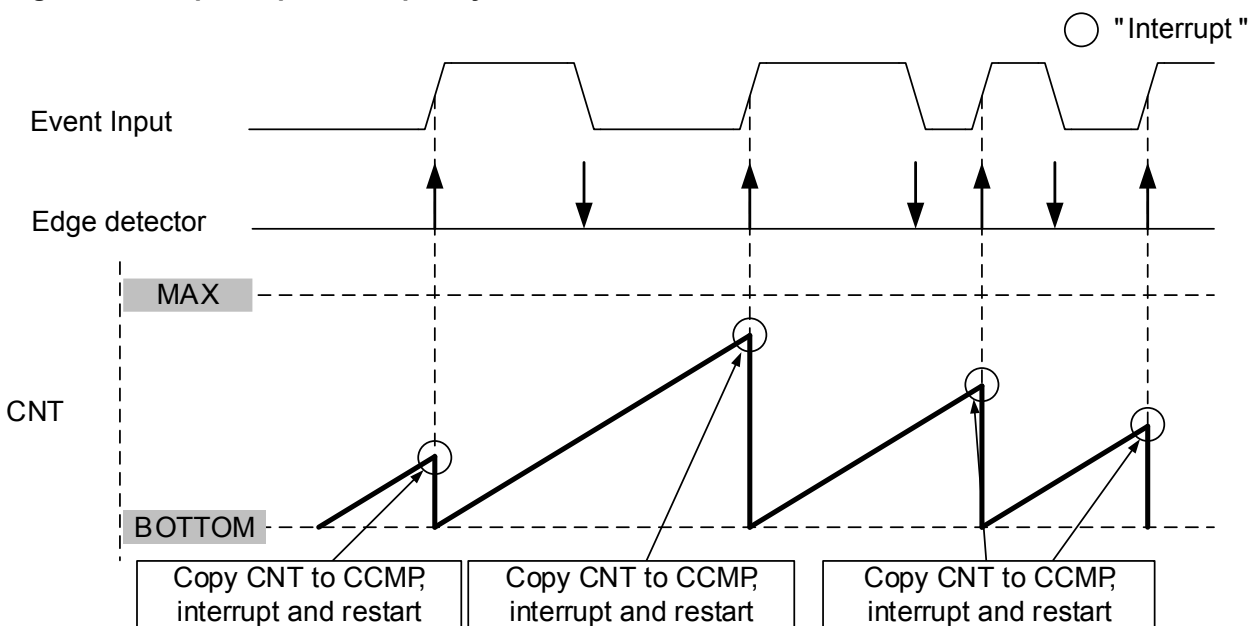 "Interrupt "
Event Input
Edge detector
MAX
CNT
BOTTOM
Copy CNT to CCMP,
interrupt and restart
Copy CNT to CCMP,
interrupt and restart
Copy CNT to CCMP,
interrupt and restart